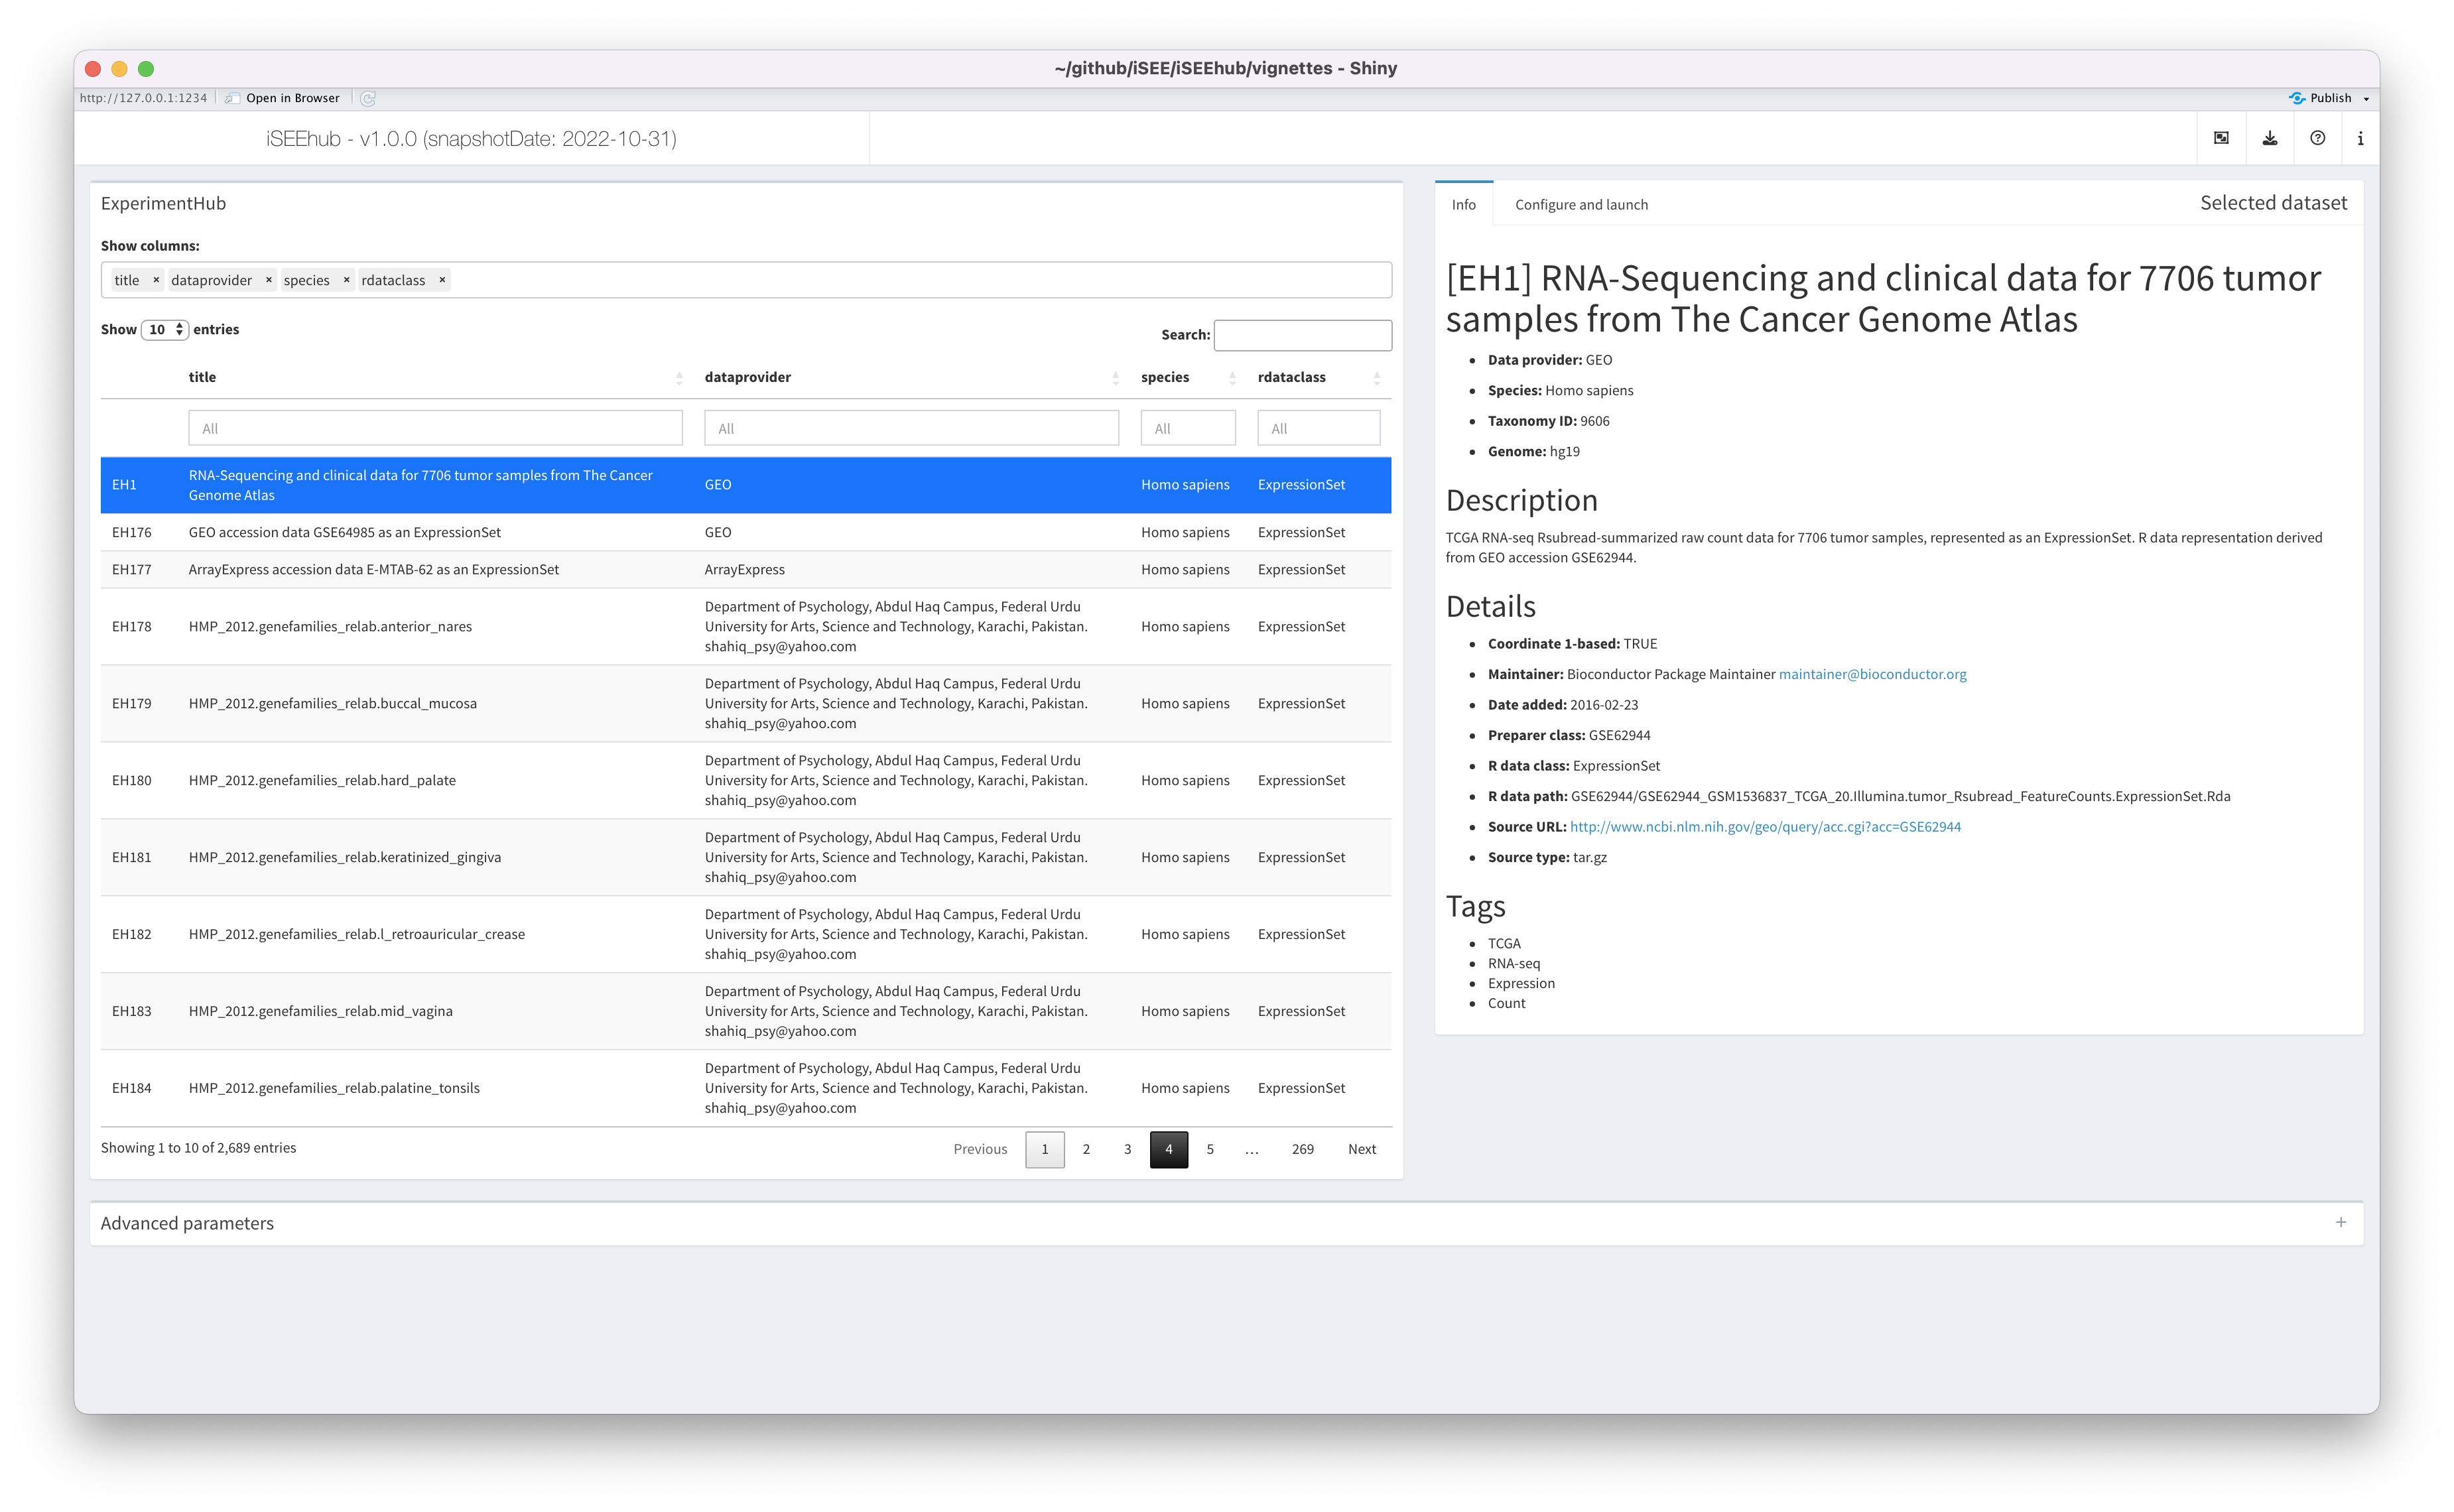 ~/github/iSEE/iSEEhub/vignettes - Shiny
http://127.0.0.1:1234 Open in Browser Publish
iSEEhub - v1.0.0 (snapshotDate: 2022-10-31)
ExperimentHub
Show columns:
title × dataprovider × species × rdataclass ×
Show 10 entries
Search:
title dataprovider species rdataclass
All All All All
EH1 RNA-Sequencing and clinical data for 7706 tumor samples from The Cancer
Genome Atlas GEO Homo sapiens ExpressionSet
EH176 GEO accession data GSE64985 as an ExpressionSet GEO Homo sapiens ExpressionSet
EH177 ArrayExpress accession data E-MTAB-62 as an ExpressionSet ArrayExpress Homo sapiens ExpressionSet
EH178 HMP_2012.genefamilies_relab.anterior_nares Department of Psychology, Abdul Haq Campus, Federal Urdu
University for Arts, Science and Technology, Karachi, Pakistan.
shahiq_psy@yahoo.com Homo sapiens ExpressionSet
EH179 HMP_2012.genefamilies_relab.buccal_mucosa Department of Psychology, Abdul Haq Campus, Federal Urdu
University for Arts, Science and Technology, Karachi, Pakistan.
shahiq_psy@yahoo.com Homo sapiens ExpressionSet
EH180 HMP_2012.genefamilies_relab.hard_palate Department of Psychology, Abdul Haq Campus, Federal Urdu
University for Arts, Science and Technology, Karachi, Pakistan.
shahiq_psy@yahoo.com Homo sapiens ExpressionSet
EH181 HMP_2012.genefamilies_relab.keratinized_gingiva Department of Psychology, Abdul Haq Campus, Federal Urdu
University for Arts, Science and Technology, Karachi, Pakistan.
shahiq_psy@yahoo.com Homo sapiens ExpressionSet
EH182 HMP_2012.genefamilies_relab.l_retroauricular_crease Department of Psychology, Abdul Haq Campus, Federal Urdu
University for Arts, Science and Technology, Karachi, Pakistan.
shahiq_psy@yahoo.com Homo sapiens ExpressionSet
EH183 HMP_2012.genefamilies_relab.mid_vagina Department of Psychology, Abdul Haq Campus, Federal Urdu
University for Arts, Science and Technology, Karachi, Pakistan.
shahiq_psy@yahoo.com Homo sapiens ExpressionSet
EH184 HMP_2012.genefamilies_relab.palatine_tonsils Department of Psychology, Abdul Haq Campus, Federal Urdu
University for Arts, Science and Technology, Karachi, Pakistan.
shahiq_psy@yahoo.com Homo sapiens ExpressionSet
Showing 1 to 10 of 2,689 entries
Previous 1 2 3 4 5 … 269 Next
Advanced parameters +
Info Configure and launch Selected dataset
[EH1] RNA-Sequencing and clinical data for 7706 tumor
samples from The Cancer Genome Atlas
• Data provider: GEO
• Species: Homo sapiens
• Taxonomy ID: 9606
• Genome: hg19
Description
TCGA RNA-seq Rsubread-summarized raw count data for 7706 tumor samples, represented as an ExpressionSet. R data representation derived
from GEO accession GSE62944.
Details
• Coordinate 1-based: TRUE
• Maintainer: Bioconductor Package Maintainer maintainer@bioconductor.org
• Date added: 2016-02-23
• Preparer class: GSE62944
• R data class: ExpressionSet
• R data path: GSE62944/GSE62944_GSM1536837_TCGA_20.Illumina.tumor_Rsubread_FeatureCounts.ExpressionSet.Rda
• Source URL: http://www.ncbi.nlm.nih.gov/geo/query/acc.cgi?acc=GSE62944
• Source type: tar.gz
Tags
• TCGA
• RNA-seq
• Expression
• Count